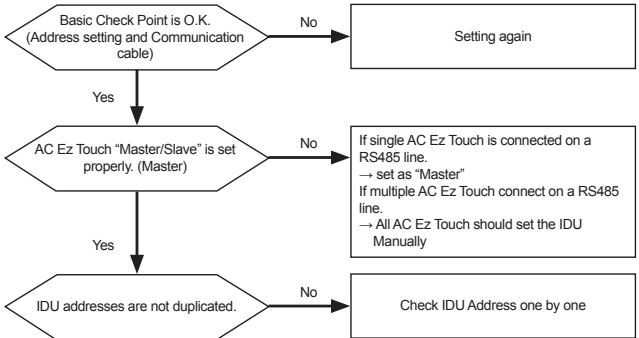 Basic Check Point is O.K.
(Address setting and Communication
cable)
No
Setting again
Yes
AC Ez Touch “Master/Slave” is set
properly. (Master)
No
If single AC Ez Touch is connected on a
RS485 line.
→ set as “Master”
If multiple AC Ez Touch connect on a RS485
line.
→ All AC Ez Touch should set the IDU
Manually
Yes
IDU addresses are not duplicated.
No
Check IDU Address one by one